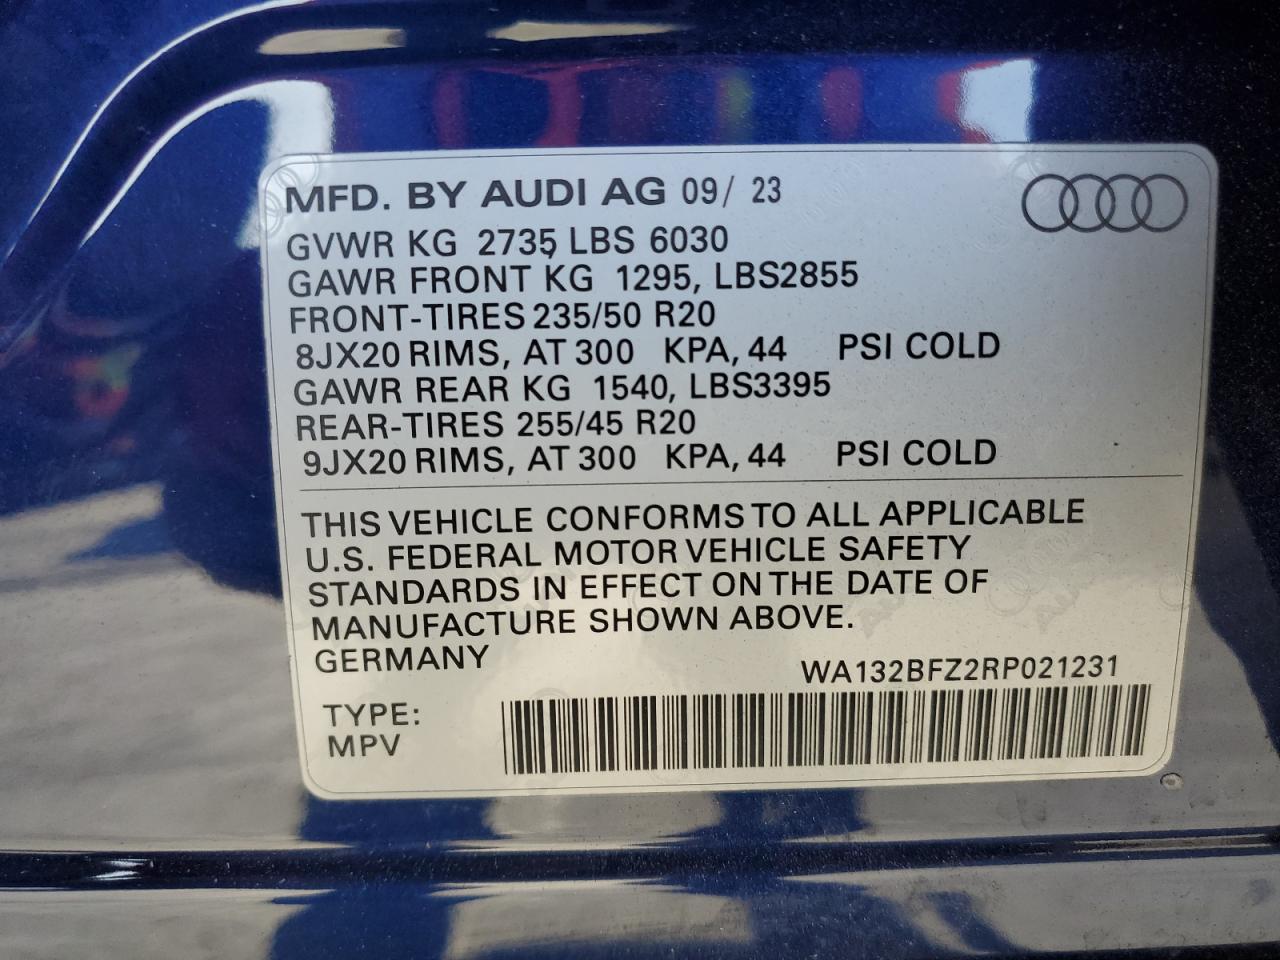 MFD. BY AUDI AG 09/ 23
GVWR KG 2735 LBS 6030
GAWR FRONT KG 1295, LBS2855
FRONT-TIRES 235/50 R20
8JX20 RIMS, AT 300 KPA, 44 PSI COLD
GAWR REAR KG 1540, LBS3395
REAR-TIRES 255/45 R20
9JX20 RIMS, AT 300 KPA, 44 PSI COLD
THIS VEHICLE CONFORMS TO ALL APPLICABLE
U.S. FEDERAL MOTOR VEHICLE SAFETY
STANDARDS IN EFFECT ON THE DATE OF
MANUFACTURE SHOWN ABOVE.
GERMANY
WA132BFZ2RP021231
TYPE:
MPV